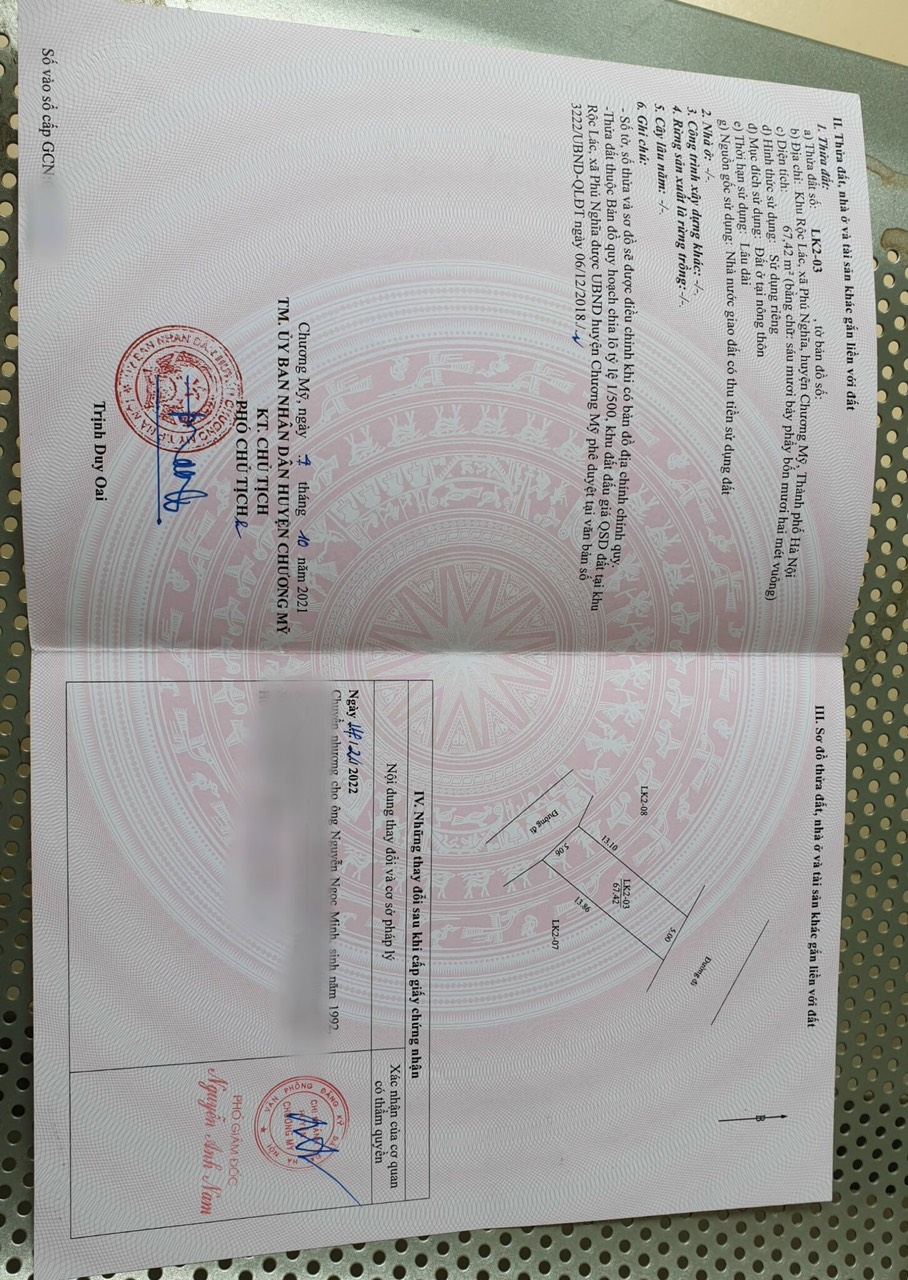 II. Thửa đất, nhà ở và tài sản khác gắn liền với đất
1. Thửa đất:
a) Thửa đất số: LK2-03 , tờ bản đồ số:
b) Địa chỉ: Khu Rộc Lác, xã Phú Nghĩa, huyện Chương Mỹ, Thành phố Hà Nội
c) Diện tích: 67,42 m² (bằng chữ: sáu mươi bảy phẩy bốn mươi hai mét vuông)
d) Hình thức sử dụng: Sử dụng riêng
đ) Mục đích sử dụng: Đất ở tại nông thôn
e) Thời hạn sử dụng: Lâu dài
g) Nguồn gốc sử dụng: Nhà nước giao đất có thu tiền sử dụng đất
2. Nhà ở: -/-.
3. Công trình xây dựng khác: -/-.
4. Rừng sản xuất là rừng trồng: -/-.
5. Cây lâu năm: -/-.
6. Ghi chú:
- Số tờ, số thửa và sơ đồ sẽ được điều chỉnh khi có bản đồ địa chính chính quy.
-Thửa đất thuộc Bản đồ quy hoạch chia lô tỷ lệ 1/500, khu đất đấu giá QSD đất tại khu
Rộc Lác, xã Phú Nghĩa được UBND huyện Chương Mỹ phê duyệt tại văn bản số
3222/UBND-QLĐT ngày 06/12/2018./.
Chương Mỹ, ngày 7 tháng 10 năm 2021
TM. ỦY BAN NHÂN DÂN HUYỆN CHƯƠNG MỸ
KT. CHỦ TỊCH
PHÓ CHỦ TỊCH
Trịnh Duy Oai
Số vào sổ cấp GCN
III. Sơ đồ thửa đất, nhà ở và tài sản khác gắn liền với đất
B
Đường đi
LK2-08
5.00
13.10
LK2-03
67.42
13.86
5.06
Đường đi
LK2-07
IV. Những thay đổi sau khi cấp giấy chứng nhận
Nội dung thay đổi và cơ sở pháp lý
Xác nhận của cơ quan
có thẩm quyền
Ngày 2022
Chuyển nhượng cho ông Nguyễn Ngọc Minh sinh năm 1992
VĂN PHÒNG ĐĂNG KÝ
CHI NHÁNH
CHƯƠNG MỸ
PHÓ GIÁM ĐỐC
Nguyễn Anh Nam